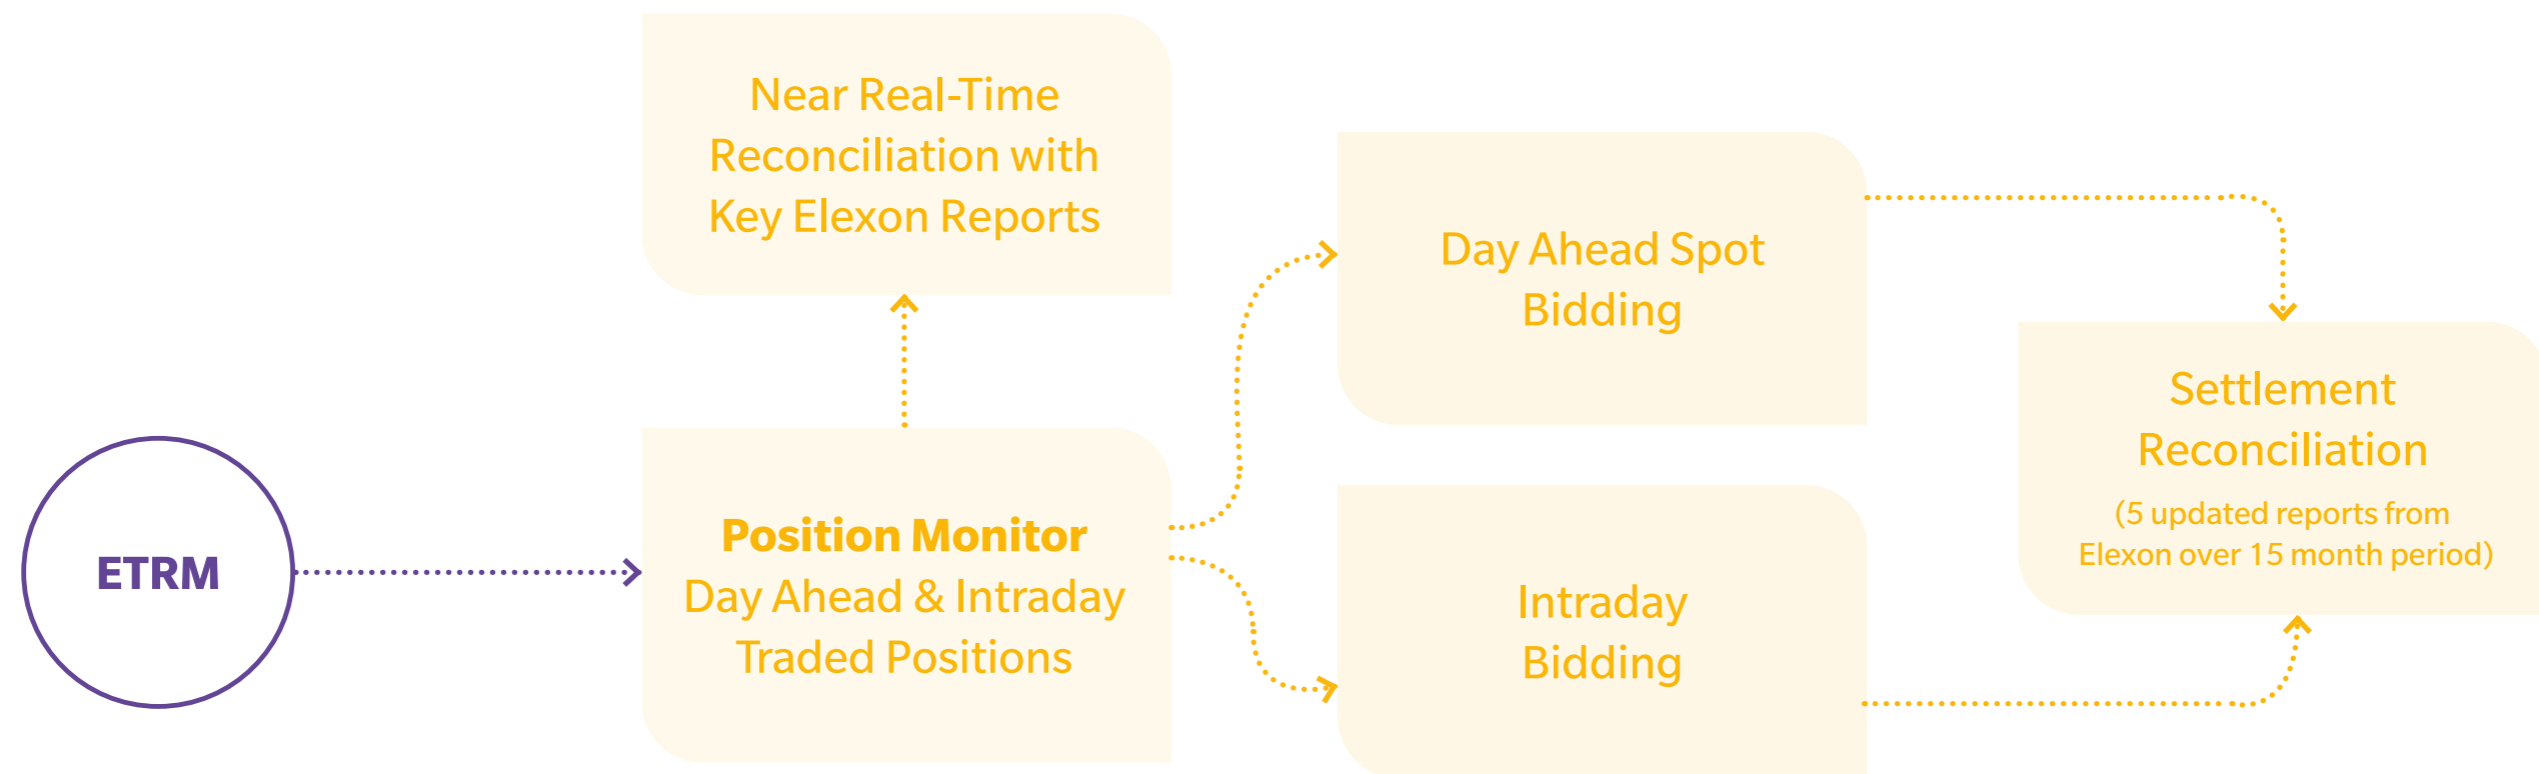 Near Real-Time
Reconciliation with
Key Elexon Reports
Day Ahead Spot
Bidding
Settlement
Reconciliation
(5 updated reports from
Elexon over 15 month period)
ETRM
Position Monitor
Day Ahead & Intraday
Traded Positions
Intraday
Bidding